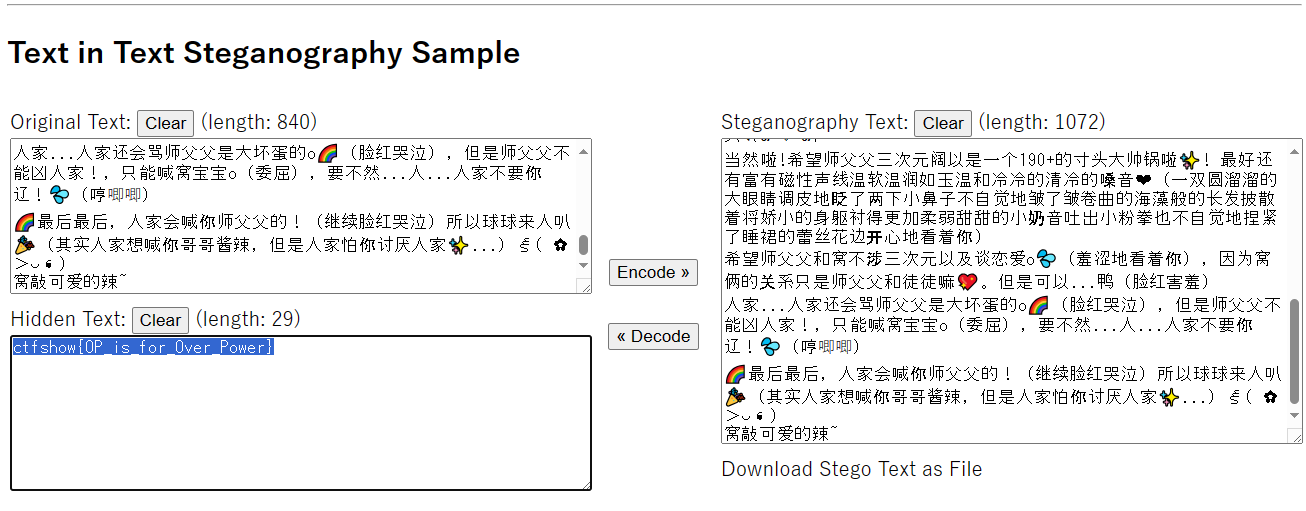 Text in Text Steganography Sample
Original Text: Clear (length: 840)
人家...人家还会骂师父父是大坏蛋的o🌈（脸红哭泣），但是师父父不
能凶人家！，只能喊窝宝宝o（委屈），要不然...人...人家不要你
辽！💦（哼唧唧）
🌈最后最后，人家会喊你师父父的！（继续脸红哭泣）所以球球来人叭
🎉（其实人家想喊你哥哥酱辣，但是人家怕你讨厌人家✨...）ミ( ✿
＞◡❛)
窝敲可爱的辣~
Hidden Text: Clear (length: 29)
ctfshow{OP_is_for_Over_Power}
Encode »
« Decode
Steganography Text: Clear (length: 1072)
当然啦!希望师父父三次元阔以是一个190+的寸头大帅锅啦✨！最好还
有富有磁性声线温软温润如玉温和冷冷的清冷的嗓音❤（一双圆溜溜的
大眼睛调皮地眨了两下小鼻子不自觉地皱了皱卷曲的海藻般的长发披散
着将娇小的身躯衬得更加柔弱甜甜的小奶音吐出小粉拳也不自觉地捏紧
了睡裙的蕾丝花边开心地看着你）
希望师父父和窝不涉三次元以及谈恋爱o💦（羞涩地看着你），因为窝
俩的关系只是师父父和徒徒嘛💖。但是可以...鸭（脸红害羞）
人家...人家还会骂师父父是大坏蛋的o🌈（脸红哭泣），但是师父父不
能凶人家！，只能喊窝宝宝o（委屈），要不然...人...人家不要你
辽！💦（哼唧唧）
🌈最后最后，人家会喊你师父父的！（继续脸红哭泣）所以球球来人叭
🎉（其实人家想喊你哥哥酱辣，但是人家怕你讨厌人家✨...）ミ( ✿
＞◡❛)
窝敲可爱的辣~
Download Stego Text as File